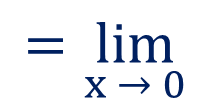 = lim
x → 0